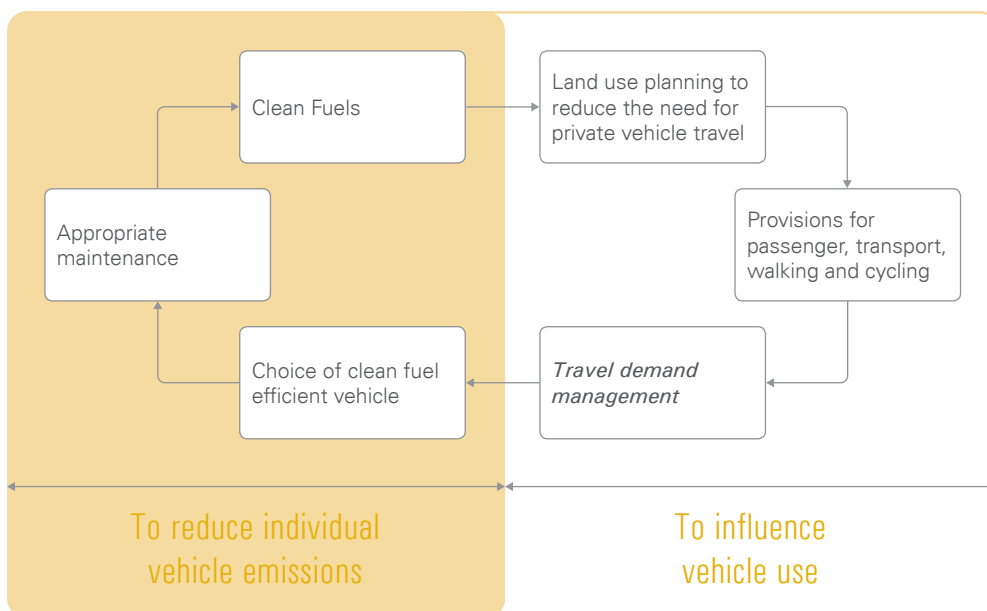 Clean Fuels
Land use planning to
reduce the need for
private vehicle travel
Appropriate
maintenance
Provisions for
passenger, transport,
walking and cycling
Choice of clean fuel
efficient vehicle
Travel demand
management
To reduce individual
vehicle emissions
To influence
vehicle use